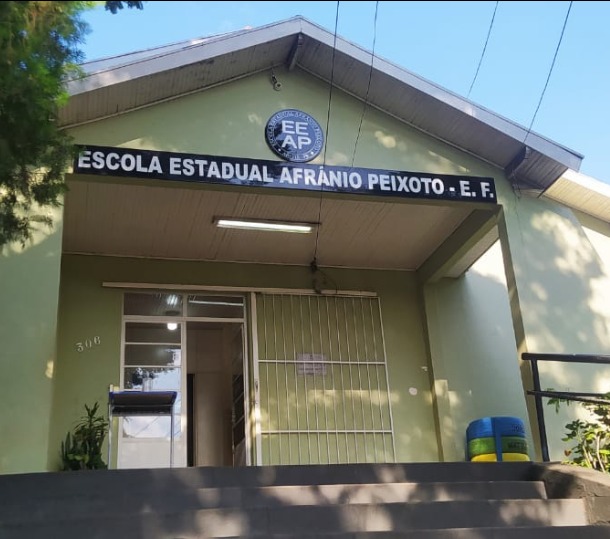 EE
AP
ESCOLA ESTADUAL AFRÂNIO PEIXOTO - E. F.
306